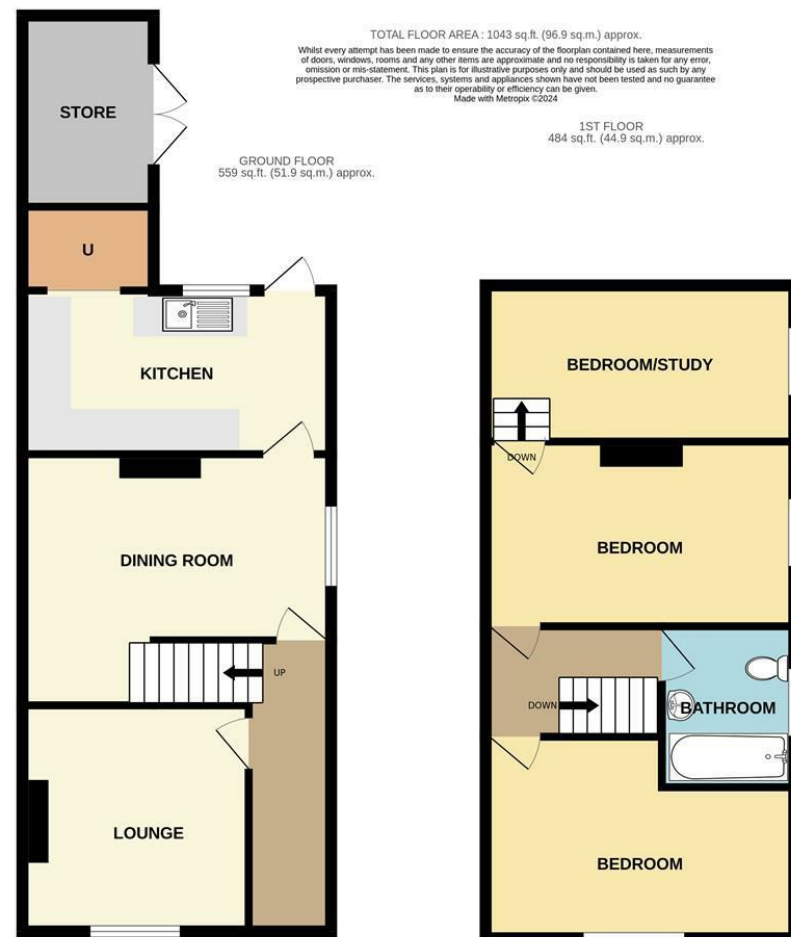 TOTAL FLOOR AREA : 1043 sq.ft. (96.9 sq.m.) approx.
Whilst every attempt has been made to ensure the accuracy of the floorplan contained here, measurements
of doors, windows, rooms and any other items are approximate and no responsibility is taken for any error,
omission or mis-statement. This plan is for illustrative purposes only and should be used as such by any
prospective purchaser. The services, systems and appliances shown have not been tested and no guarantee
as to their operability or efficiency can be given.
Made with Metropix ©2024
GROUND FLOOR
559 sq.ft. (51.9 sq.m.) approx.
STORE
U
KITCHEN
DINING ROOM
UP
LOUNGE
1ST FLOOR
484 sq.ft. (44.9 sq.m.) approx.
BEDROOM/STUDY
DOWN
BEDROOM
DOWN
BATHROOM
BEDROOM